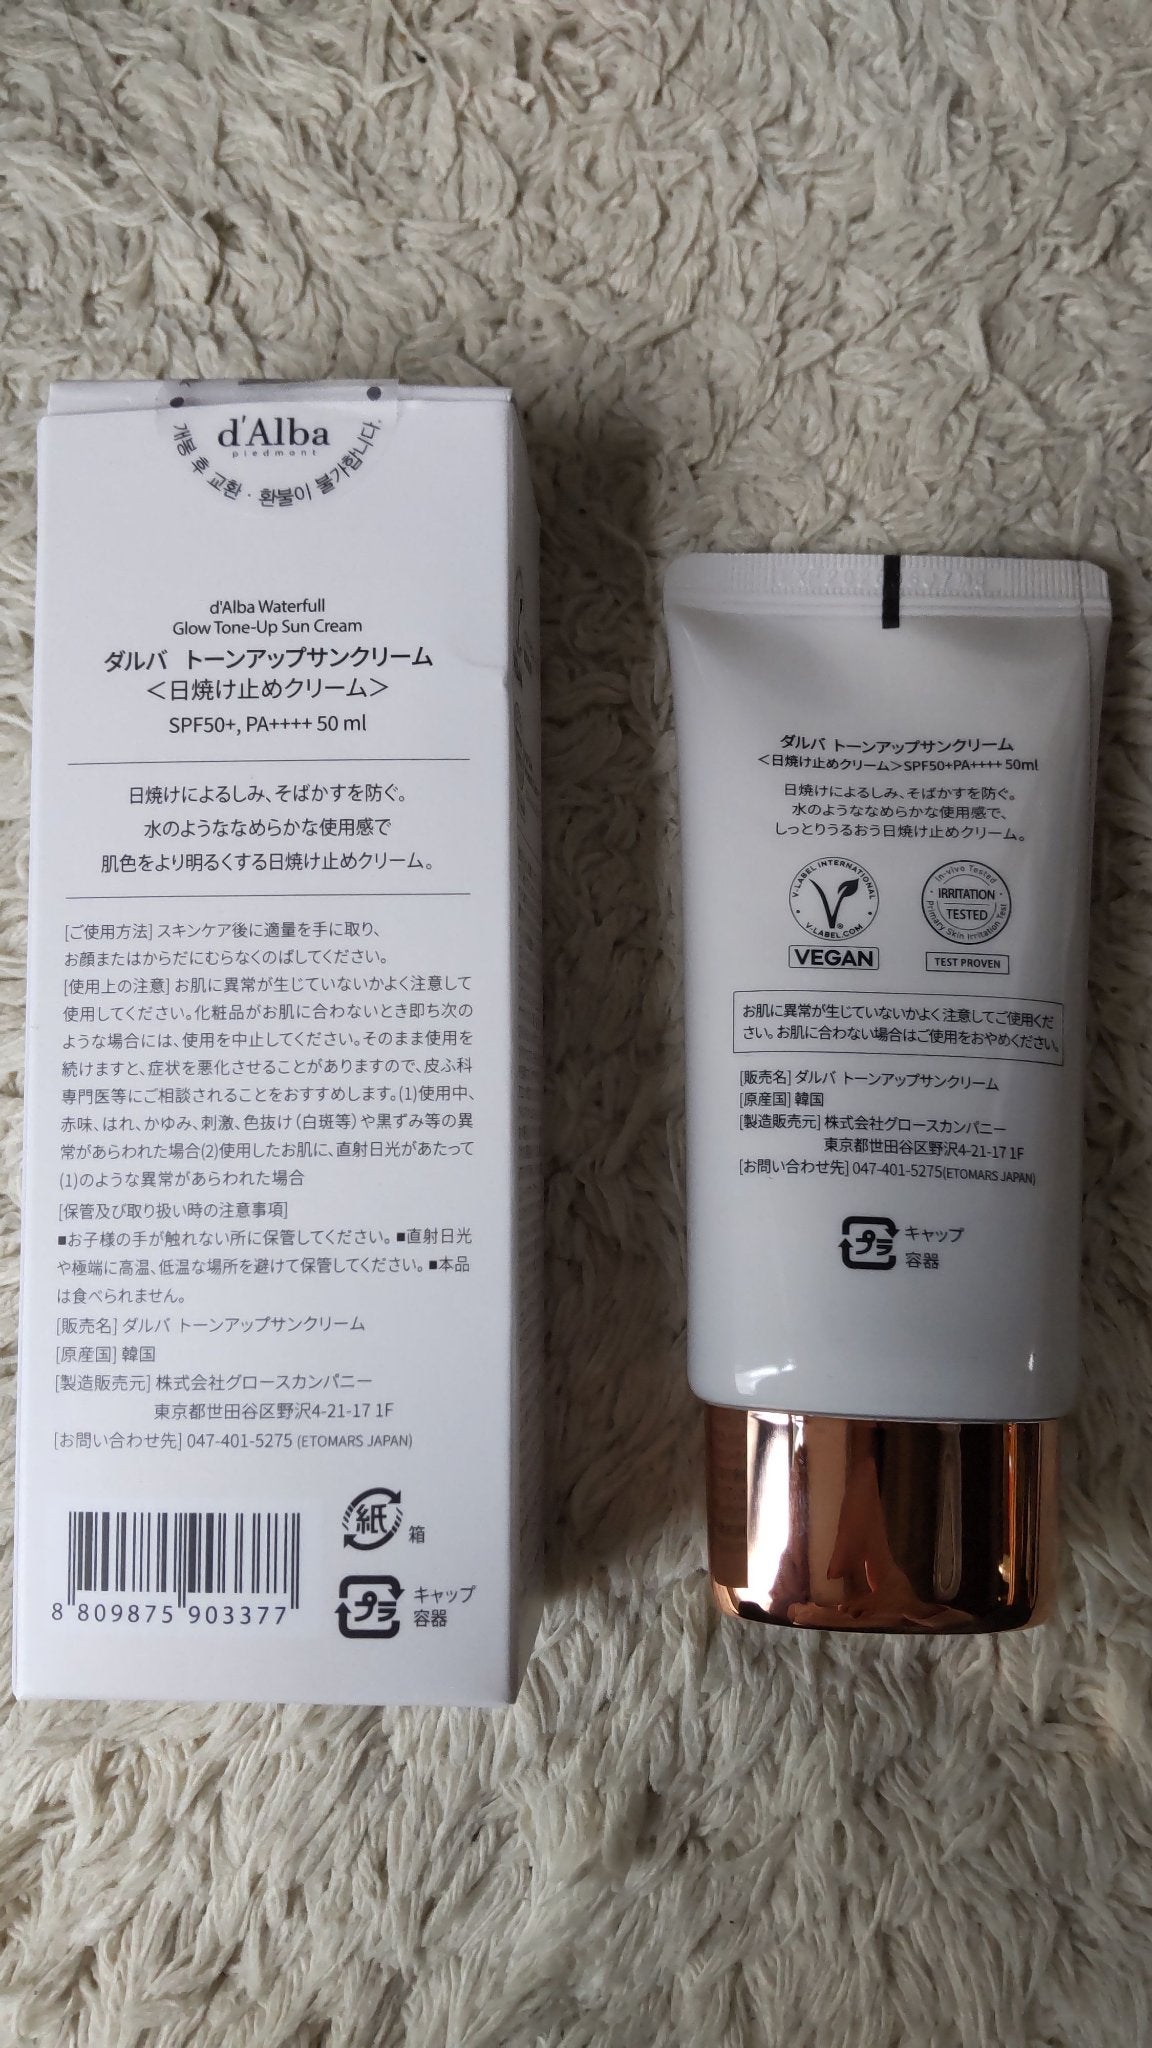 d'Alba
piedmont
개봉 후 교환·환불이 불가합니다.
d'Alba Waterfull
Glow Tone-Up Sun Cream
ダルバ トーンアップサンクリーム
＜日焼け止めクリーム＞
SPF50+, PA++++ 50 ml
日焼けによるしみ、そばかすを防ぐ。
水のようななめらかな使用感で
肌色をより明るくする日焼け止めクリーム。
[ご使用方法] スキンケア後に適量を手に取り、
お顔またはからだにむらなくのばしてください。
[使用上の注意] お肌に異常が生じていないかよく注意して
使用してください。化粧品がお肌に合わないとき即ち次の
ような場合には、使用を中止してください。そのまま使用を
続けますと、症状を悪化させることがありますので、皮ふ科
専門医等にご相談されることをおすすめします。(1)使用中、
赤味、はれ、かゆみ、刺激、色抜け(白斑等)や黒ずみ等の異
常があらわれた場合(2)使用したお肌に、直射日光があたって
(1)のような異常があらわれた場合
[保管及び取り扱い時の注意事項]
■お子様の手が触れない所に保管してください。■直射日光
や極端に高温、低温な場所を避けて保管してください。■本品
は食べられません。
[販売名] ダルバ トーンアップサンクリーム
[原産国] 韓国
[製造販売元] 株式会社グロースカンパニー
東京都世田谷区野沢4-21-17 1F
[お問い合わせ先] 047-401-5275 (ETOMARS JAPAN)
紙 箱
プラ キャップ
容器
8 809875 903377
ダルバ トーンアップサンクリーム
＜日焼け止めクリーム＞SPF50+PA++++ 50ml
日焼けによるしみ、そばかすを防ぐ。
水のようななめらかな使用感で、
しっとりうるおう日焼け止めクリーム。
V-LABEL INTERNATIONAL
V-LABEL.COM
VEGAN
In-vivo Tested
IRRITATION
TESTED
Primary Skin Irritation Test
TEST PROVEN
お肌に異常が生じていないかよく注意してご使用くだ
さい。お肌に合わない場合はご使用をおやめください。
[販売名] ダルバ トーンアップサンクリーム
[原産国] 韓国
[製造販売元] 株式会社グロースカンパニー
東京都世田谷区野沢4-21-17 1F
[お問い合わせ先] 047-401-5275(ETOMARS JAPAN)
プラ キャップ
容器